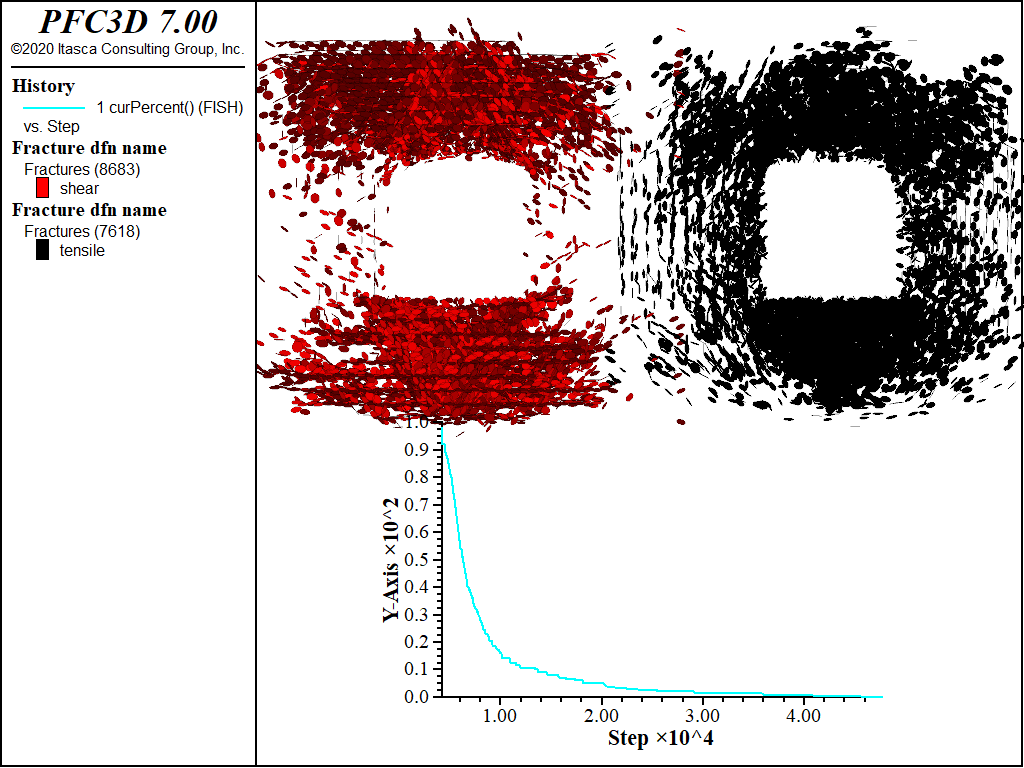 PFC3D 7.00
©2020 Itasca Consulting Group, Inc.
History
1 curPercent() (FISH)
vs. Step
Fracture dfn name
Fractures (8683)
shear
Fracture dfn name
Fractures (7618)
tensile
1.0
0.9
0.8
0.7
0.6
0.5
0.4
0.3
0.2
0.1
0.0
Y-Axis ×10^2
1.00 2.00 3.00 4.00
Step ×10^4